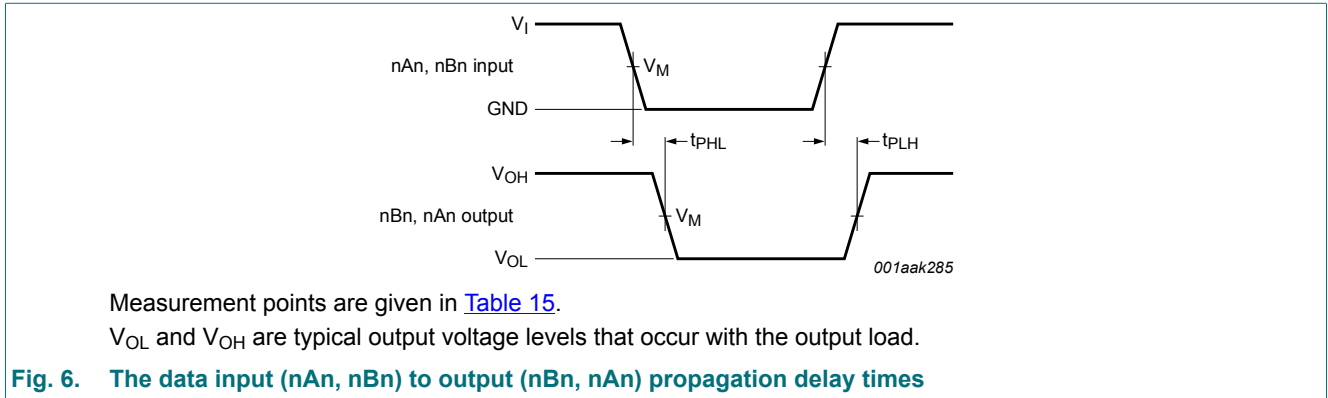 VI
nAn, nBn input
VM
GND
tPHL
tPLH
VOH
nBn, nAn output
VM
VOL
001aak285
Measurement points are given in Table 15.
VOL and VOH are typical output voltage levels that occur with the output load.
Fig. 6. The data input (nAn, nBn) to output (nBn, nAn) propagation delay times